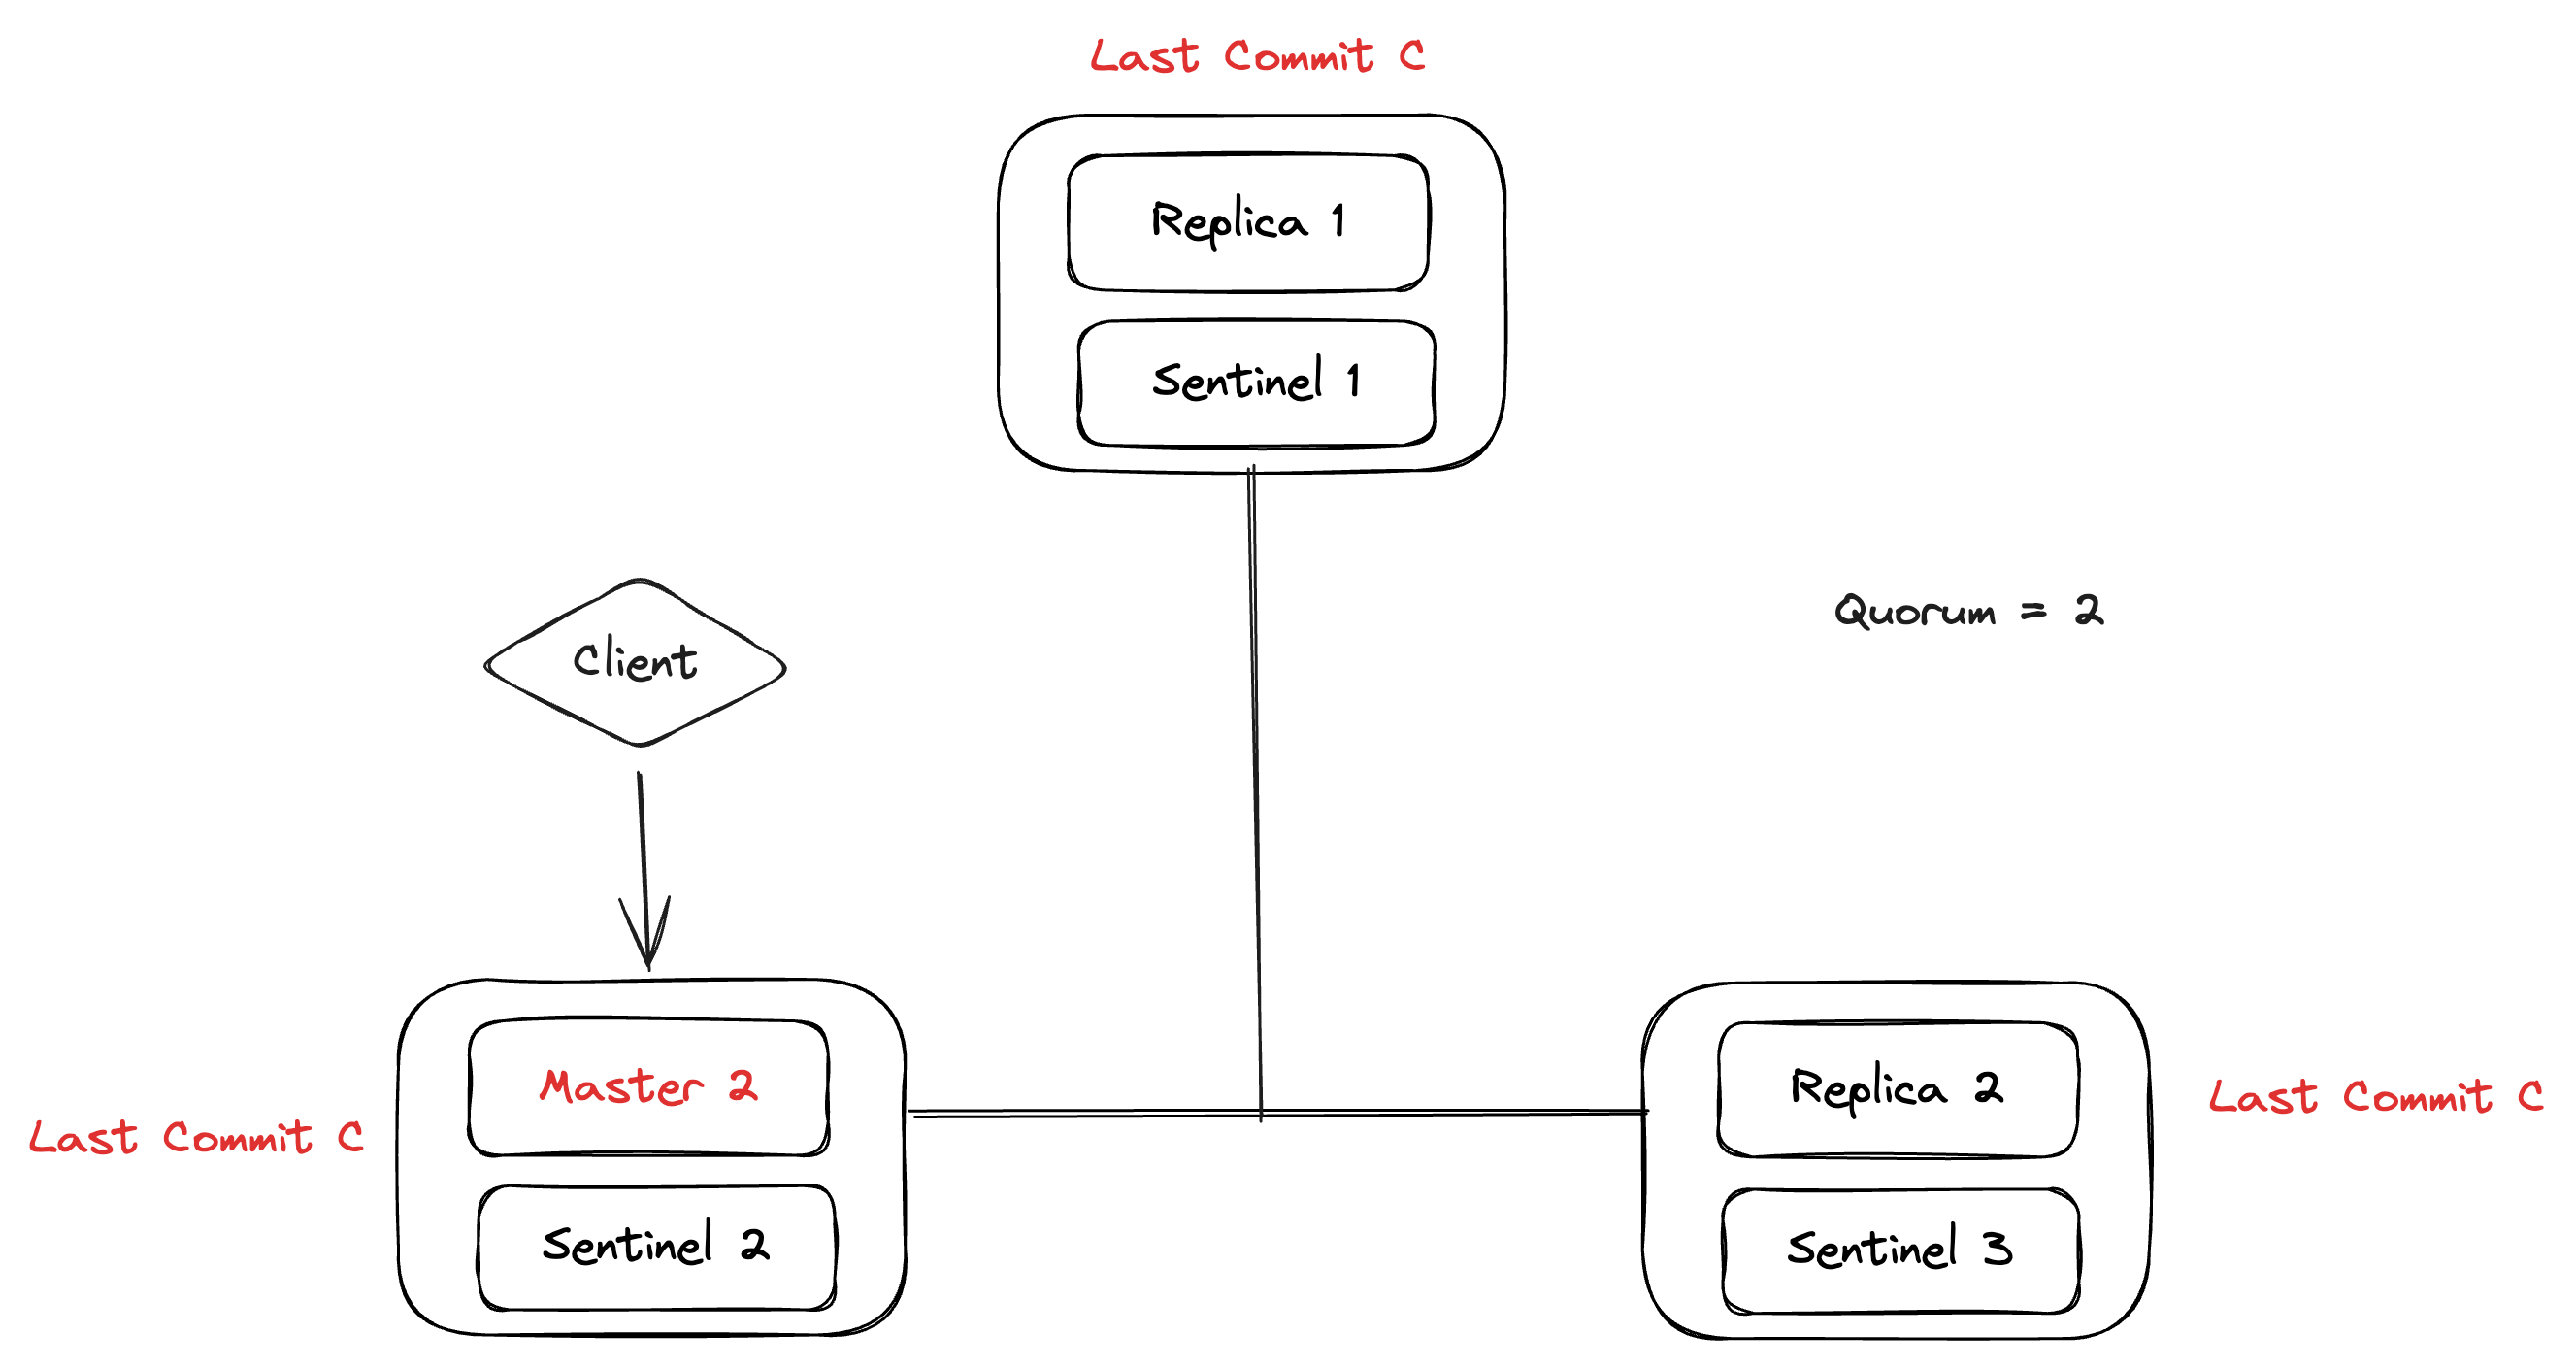 Last Commit C
Replica 1
Sentinel 1
Client
Quorum = 2
Master 2
Sentinel 2
Last Commit C
Replica 2
Sentinel 3
Last Commit C